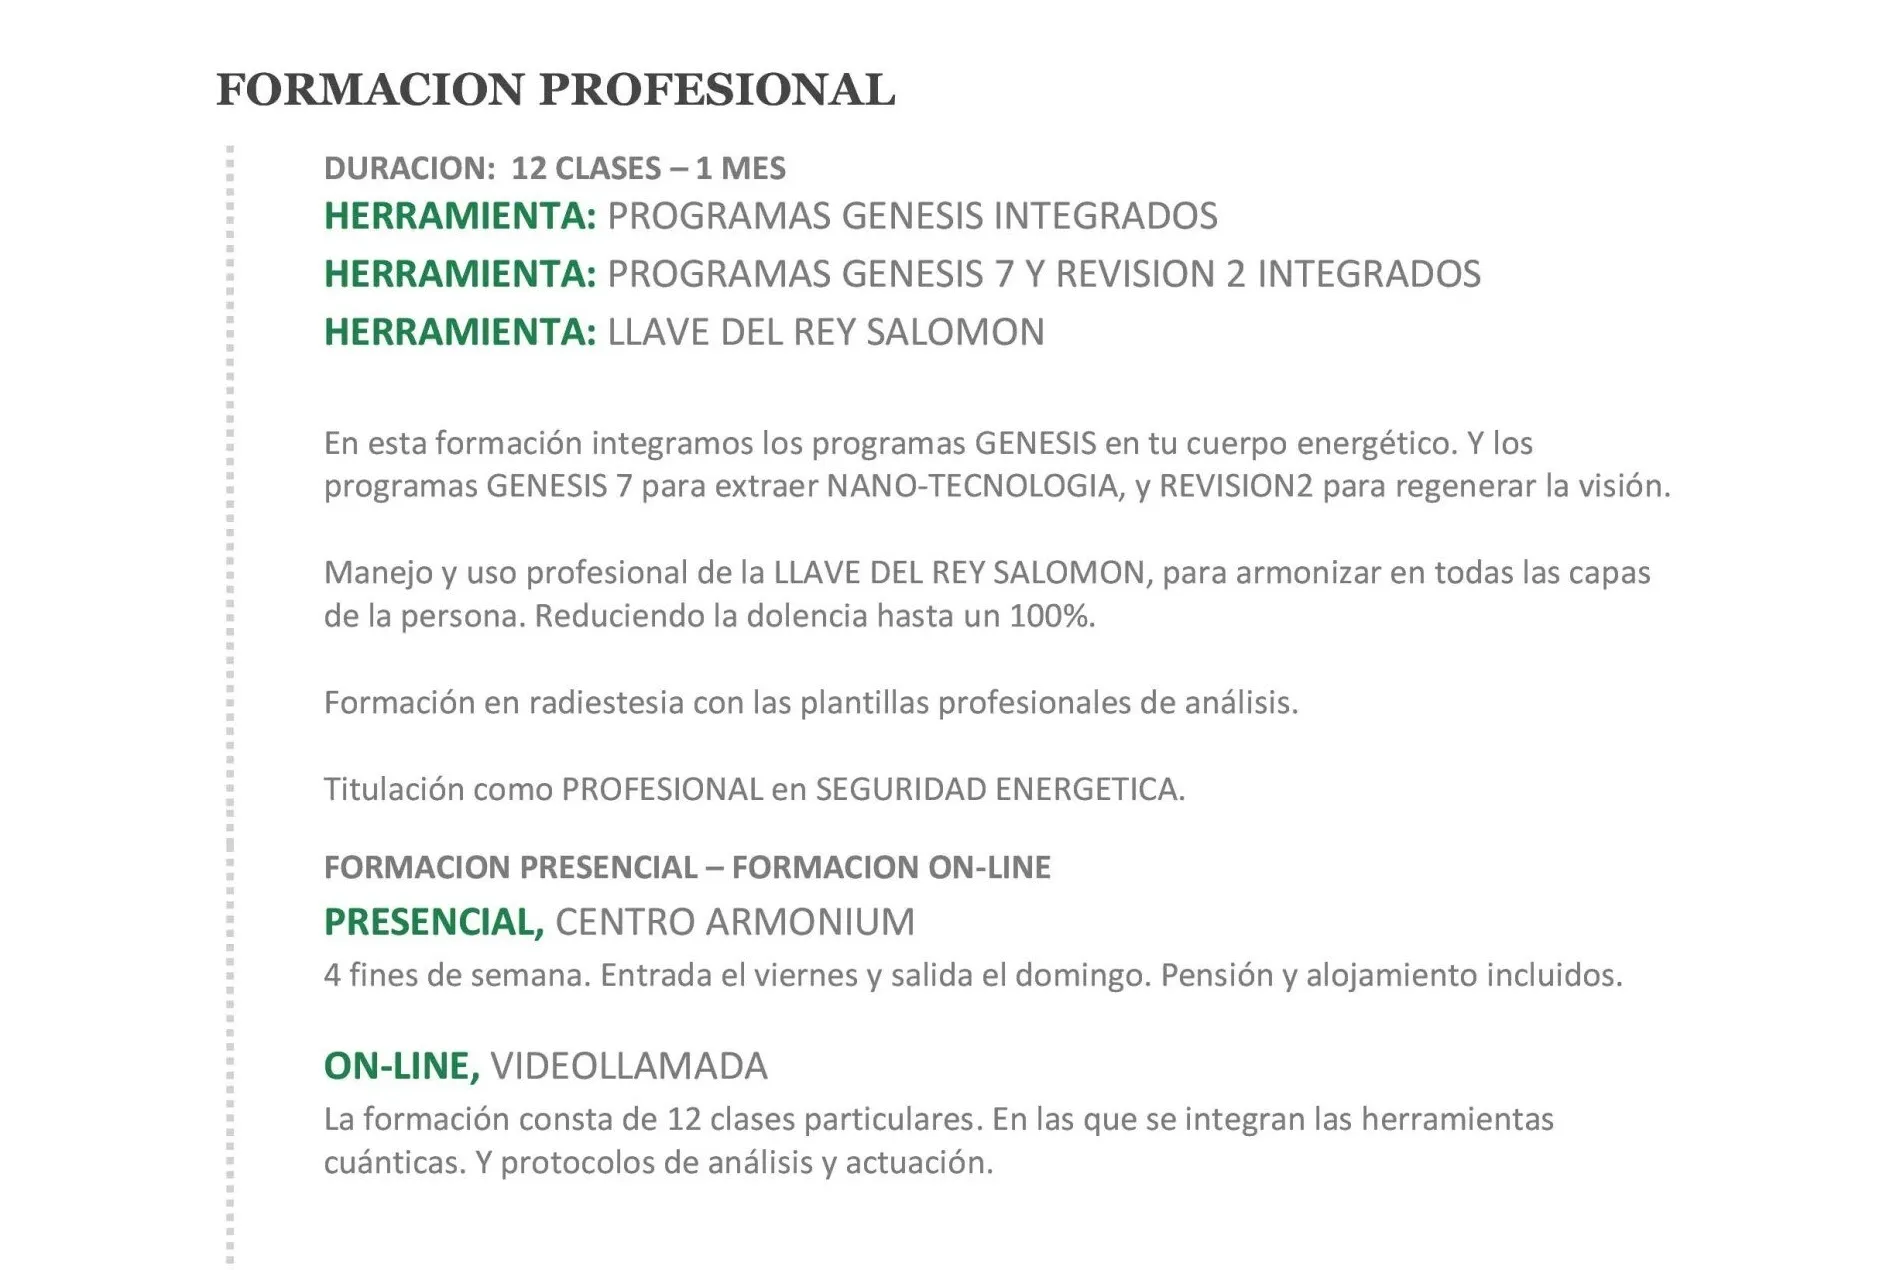 FORMACION PROFESIONAL
DURACION: 12 CLASES – 1 MES
HERRAMIENTA: PROGRAMAS GENESIS INTEGRADOS
HERRAMIENTA: PROGRAMAS GENESIS 7 Y REVISION 2 INTEGRADOS
HERRAMIENTA: LLAVE DEL REY SALOMON
En esta formación integramos los programas GENESIS en tu cuerpo energético. Y los
programas GENESIS 7 para extraer NANO-TECNOLOGIA, y REVISION2 para regenerar la visión.
Manejo y uso profesional de la LLAVE DEL REY SALOMON, para armonizar en todas las capas
de la persona. Reduciendo la dolencia hasta un 100%.
Formación en radiestesia con las plantillas profesionales de análisis.
Titulación como PROFESIONAL en SEGURIDAD ENERGETICA.
FORMACION PRESENCIAL – FORMACION ON-LINE
PRESENCIAL, CENTRO ARMONIUM
4 fines de semana. Entrada el viernes y salida el domingo. Pensión y alojamiento incluidos.
ON-LINE, VIDEOLLAMADA
La formación consta de 12 clases particulares. En las que se integran las herramientas
cuánticas. Y protocolos de análisis y actuación.